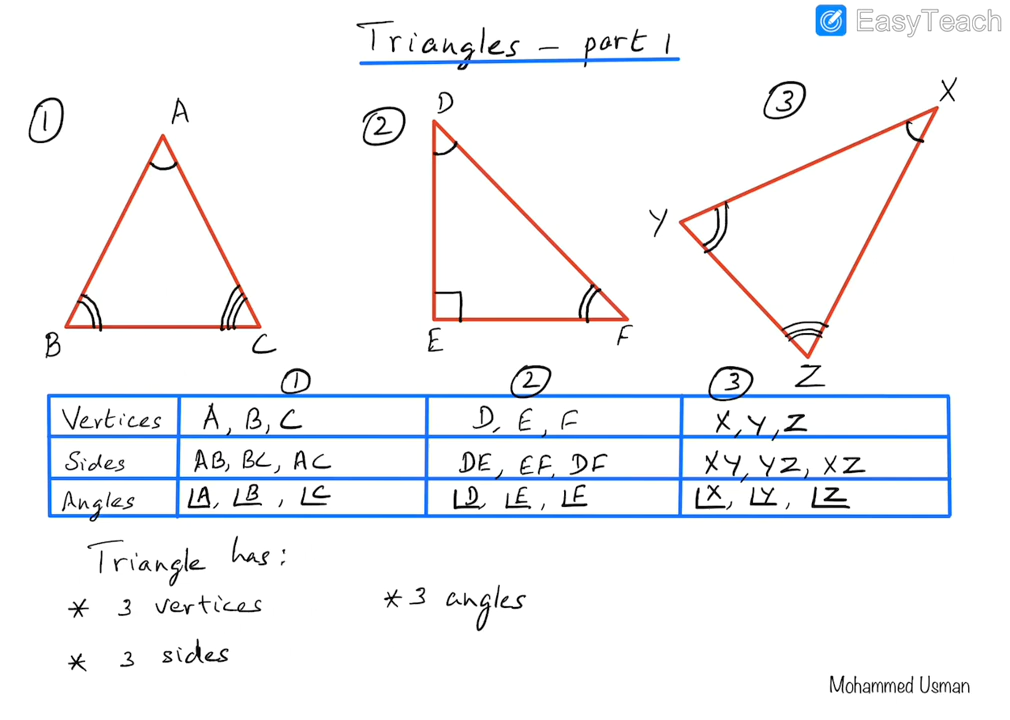 EasyTeach
Triangles - part 1
1
A
B
C
2
D
E
F
3
X
Y
Z
1 2 3
Vertices A, B, C D, E, F X, Y, Z
Sides AB, BC, AC DE, EF, DF XY, YZ, XZ
Angles ∠A, ∠B, ∠C ∠D, ∠E, ∠F ∠X, ∠Y, ∠Z
Triangle has:
* 3 vertices * 3 angles
* 3 sides
Mohammed Usman